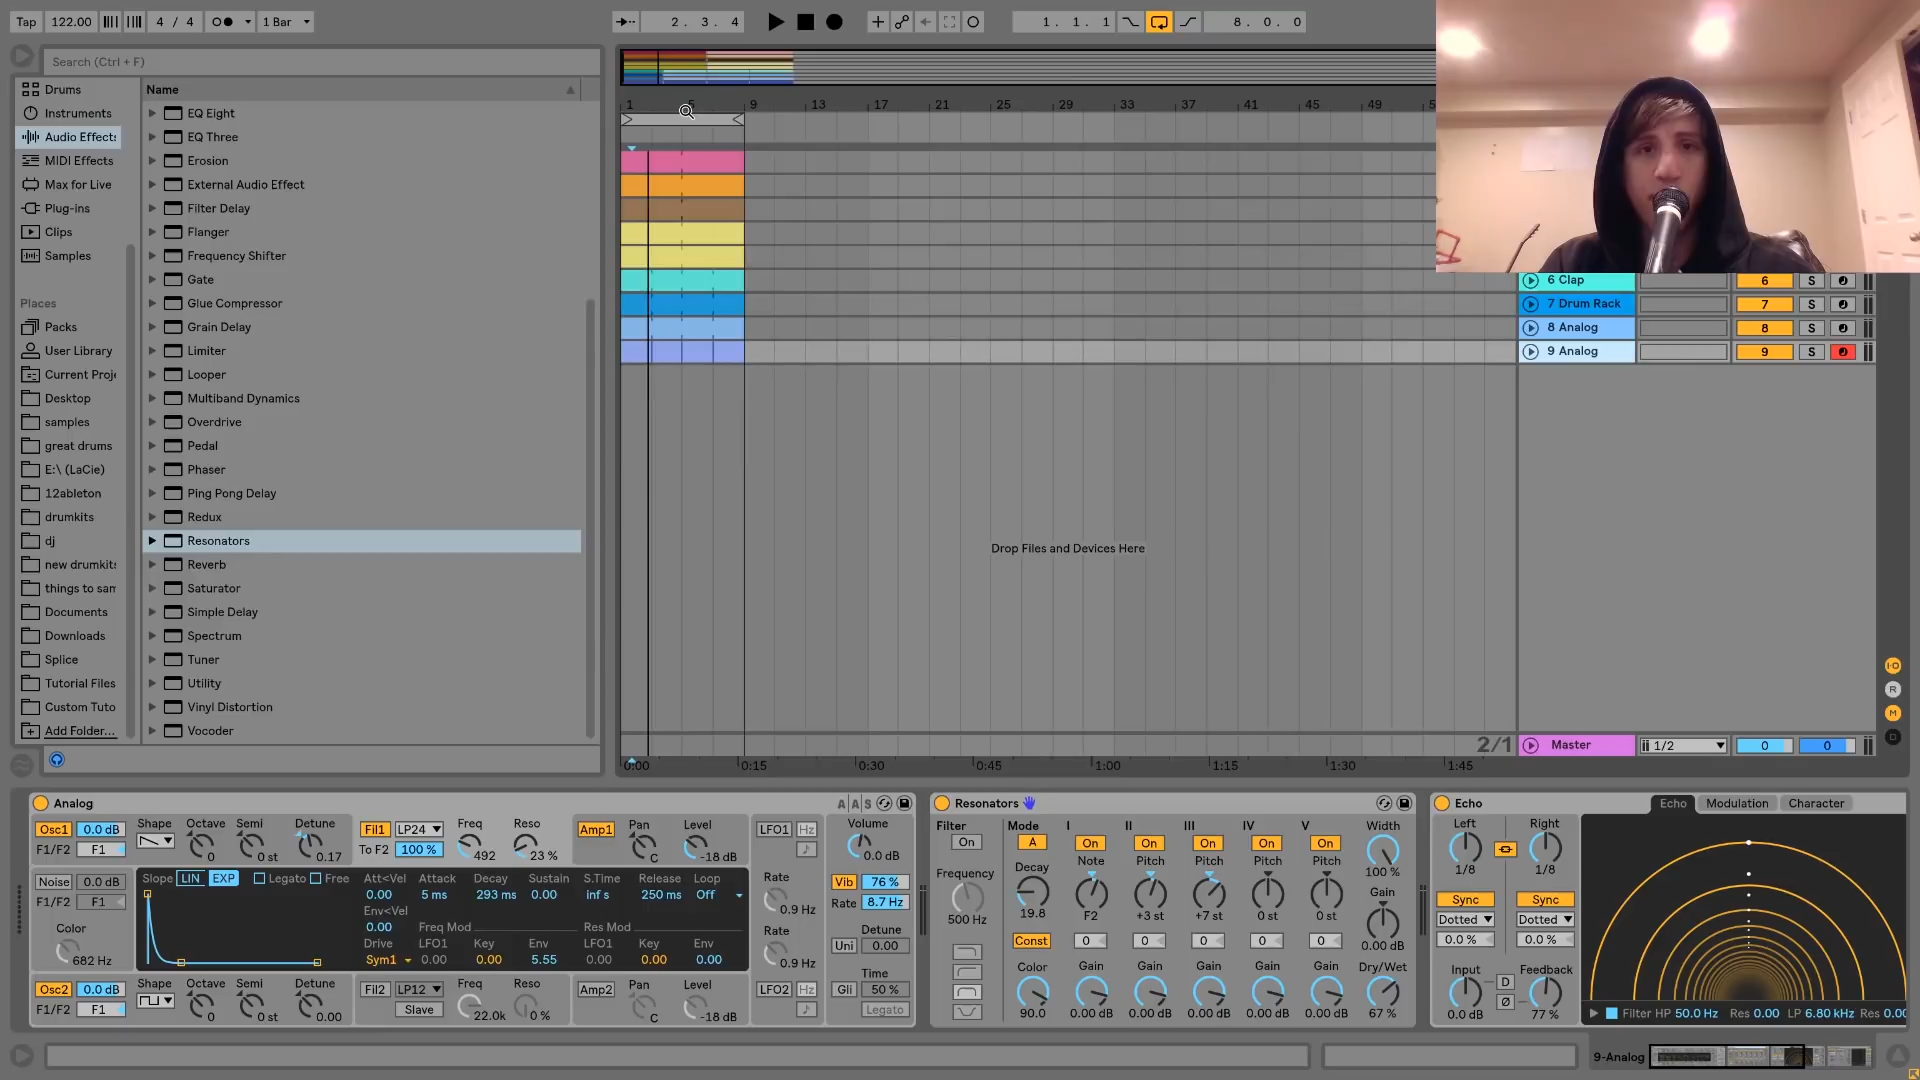 Tap 122.00 4 / 4 1 Bar 2. 3. 4 1. 1. 1 8. 0. 0
Search (Ctrl + F)
Drums
Instruments
Audio Effects
MIDI Effects
Max for Live
Plug-ins
Clips
Samples
Places
Packs
User Library
Current Proj
Desktop
samples
great drums
E:\ (LaCie)
12ableton
drumkits
dj
new drumkits
things to sam
Documents
Downloads
Splice
Tutorial Files
Custom Tuto
Add Folder...
Name
EQ Eight
EQ Three
Erosion
External Audio Effect
Filter Delay
Flanger
Frequency Shifter
Gate
Glue Compressor
Grain Delay
Limiter
Looper
Multiband Dynamics
Overdrive
Pedal
Phaser
Ping Pong Delay
Redux
Resonators
Reverb
Saturator
Simple Delay
Spectrum
Tuner
Utility
Vinyl Distortion
Vocoder
1 5 9 13 17 21 25 29 33 37 41 45 49 5
Drop Files and Devices Here
6 Clap 6 S
7 Drum Rack 7 S
8 Analog 8 S
9 Analog 9 S
I·O
R
M
D
2/1 Master 1/2 0 0
0:00 0:15 0:30 0:45 1:00 1:15 1:30 1:45
Analog A A S
Osc1 0.0 dB Shape Octave Semi Detune
F1/F2 F1 0 0 st 0.17
Fil1 LP24 Freq Reso
To F2 100 % 492 23 %
Amp1 Pan Level
C -18 dB
LFO1 Hz
Volume
0.0 dB
Noise 0.0 dB
F1/F2 F1
Color
682 Hz
Slope LIN EXP Legato Free Att<Vel Attack Decay Sustain S.Time Release Loop
0.00 5 ms 293 ms 0.00 inf s 250 ms Off
Env<Vel
0.00 Freq Mod Res Mod
Drive LFO1 Key Env LFO1 Key Env
Sym1 0.00 0.00 5.55 0.00 0.00 0.00
Rate
0.9 Hz
Rate
0.9 Hz
Vib 76 %
Rate 8.7 Hz
Detune
Uni 0.00
Time
Gli 50 %
Legato
Osc2 0.0 dB Shape Octave Semi Detune
F1/F2 F1 0 0 st 0.00
Fil2 LP12 Freq Reso
Slave 22.0k 0 %
Amp2 Pan Level
C -18 dB
LFO2 Hz
Resonators
Filter Mode I II III IV V Width
On A On On On On On 100 %
Decay Note Pitch Pitch Pitch Pitch
Frequency 19.8 F2 +3 st +7 st 0 st 0 st
500 Hz Gain
Const 0 0 0 0 0 0.00 dB
Color Gain Gain Gain Gain Gain Dry/Wet
90.0 0.00 dB 0.00 dB 0.00 dB 0.00 dB 0.00 dB 67 %
Echo Echo Modulation Character
Left Right
1/8 1/8
Sync Sync
Dotted Dotted
0.0 % 0.0 %
Input D Feedback
0.0 dB Ø 77 %
Filter HP 50.0 Hz Res 0.00 LP 6.80 kHz Res 0.00
9-Analog